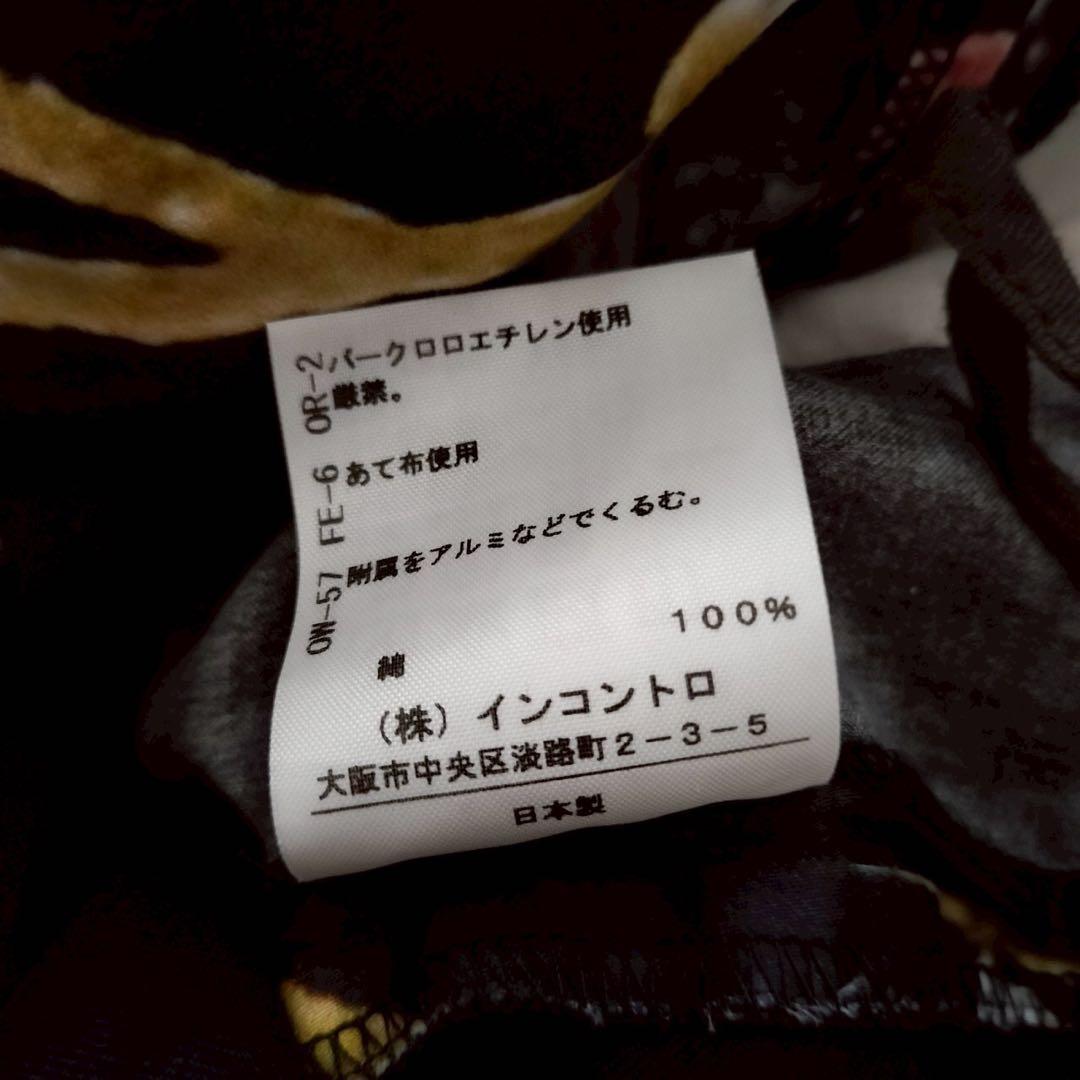 OR-2 パークロロエチレン使用
厳禁。
FE-6 あて布使用
OW-57 附属をアルミなどでくるむ。
綿 100%
(株) インコントロ
大阪市中央区淡路町2-3-5
日本製